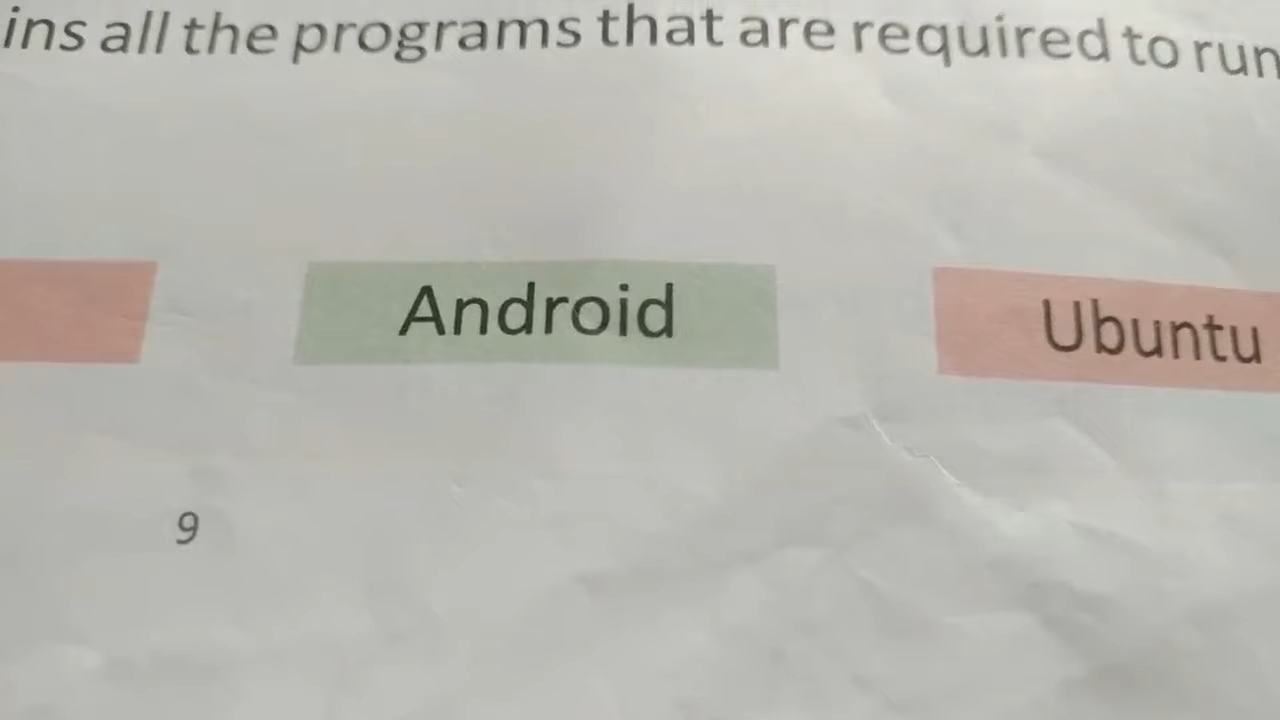 ins all the programs that are required to run
Android
Ubuntu
9